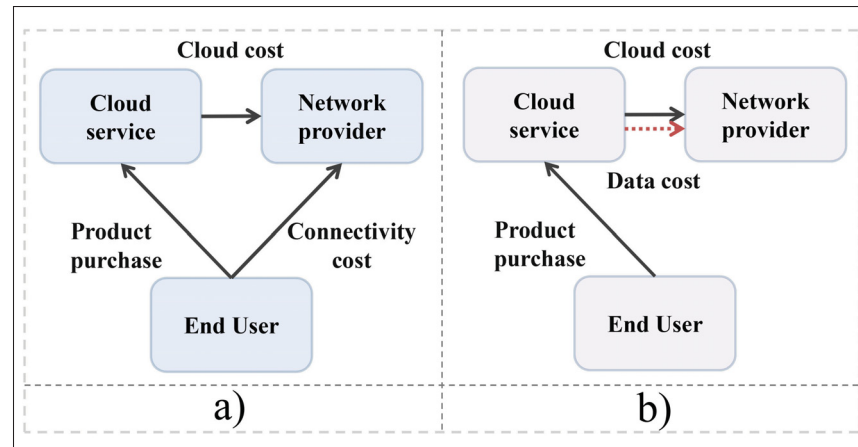 Cloud cost
Cloud
service
Network
provider
Product
purchase
Connectivity
cost
End User
a)
Cloud cost
Cloud
service
Network
provider
Data cost
Product
purchase
End User
b)